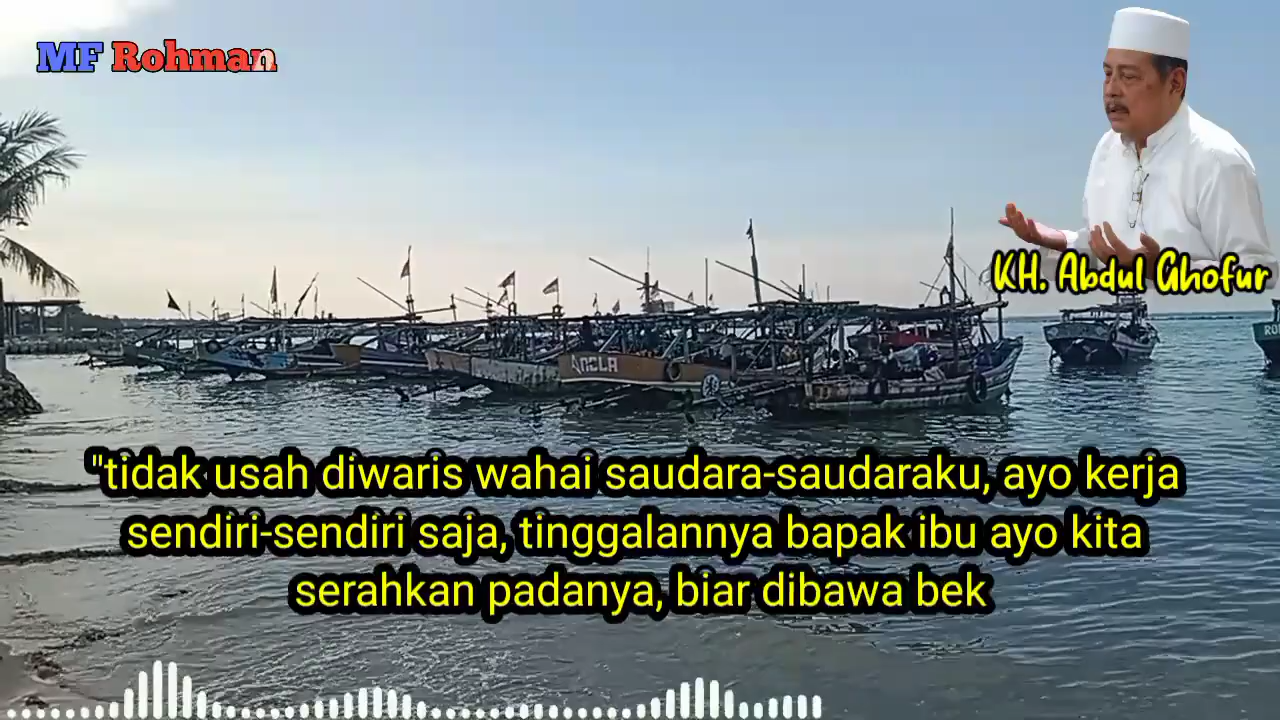 MF Rohman
KH. Abdul Ghofur
ANCLA
"tidak usah diwaris wahai saudara-saudaraku, ayo kerja
sendiri-sendiri saja, tinggalannya bapak ibu ayo kita
serahkan padanya, biar dibawa bek